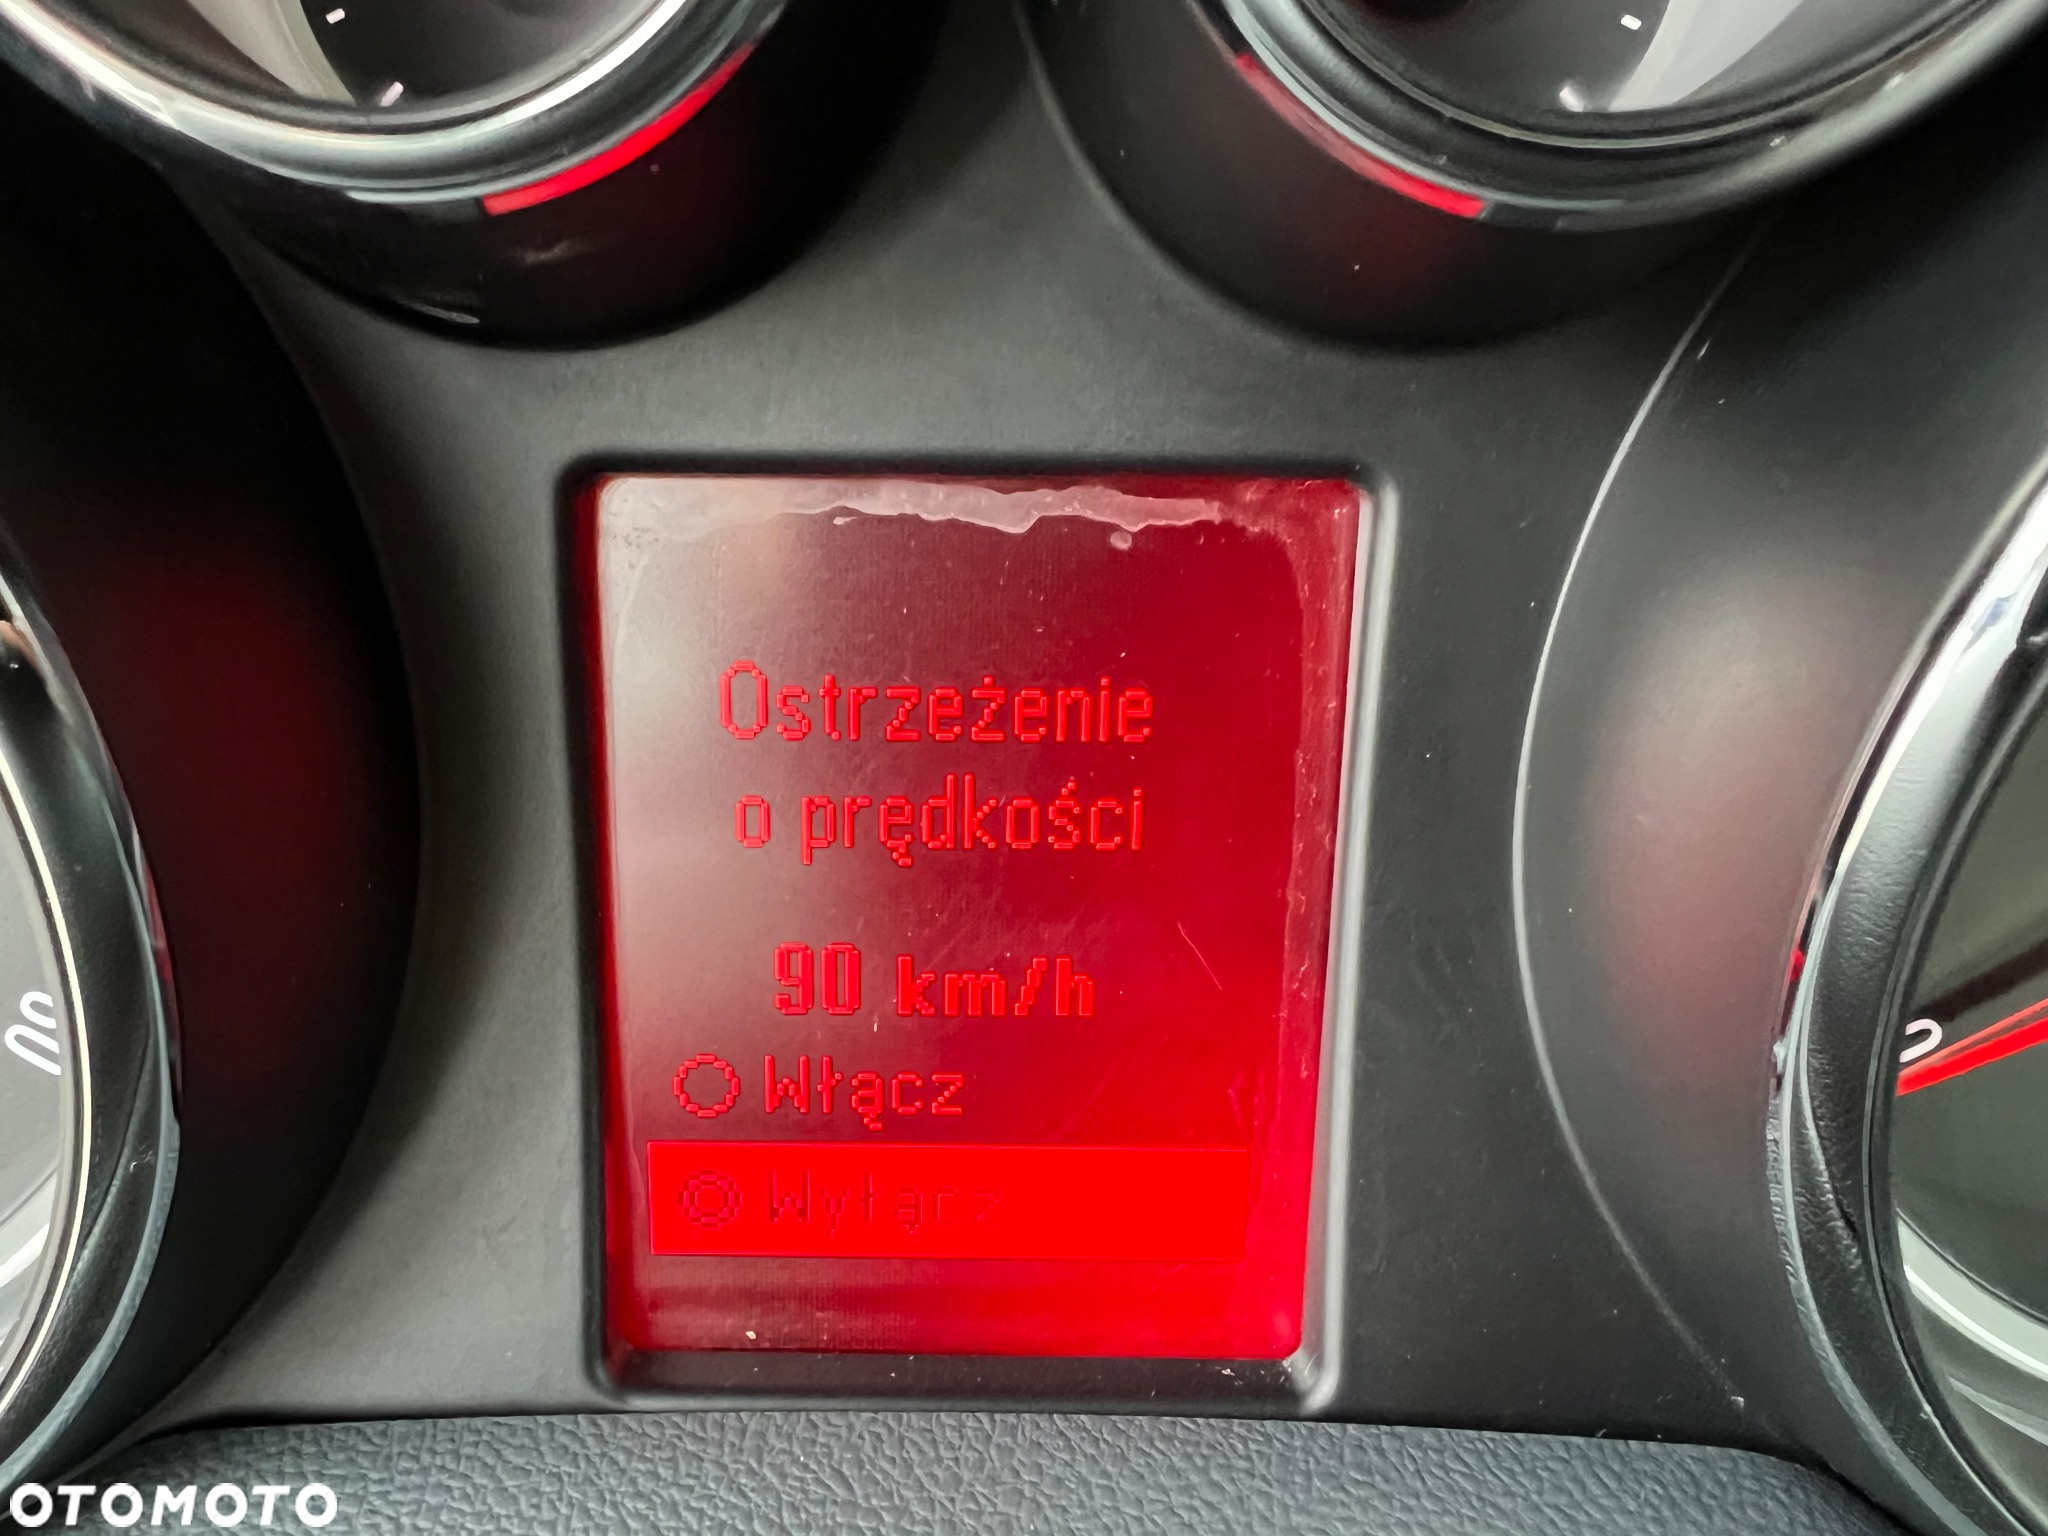 Ostrzeżenie
o prędkości
90 km/h
Włącz
Wyłącz
OTOMOTO